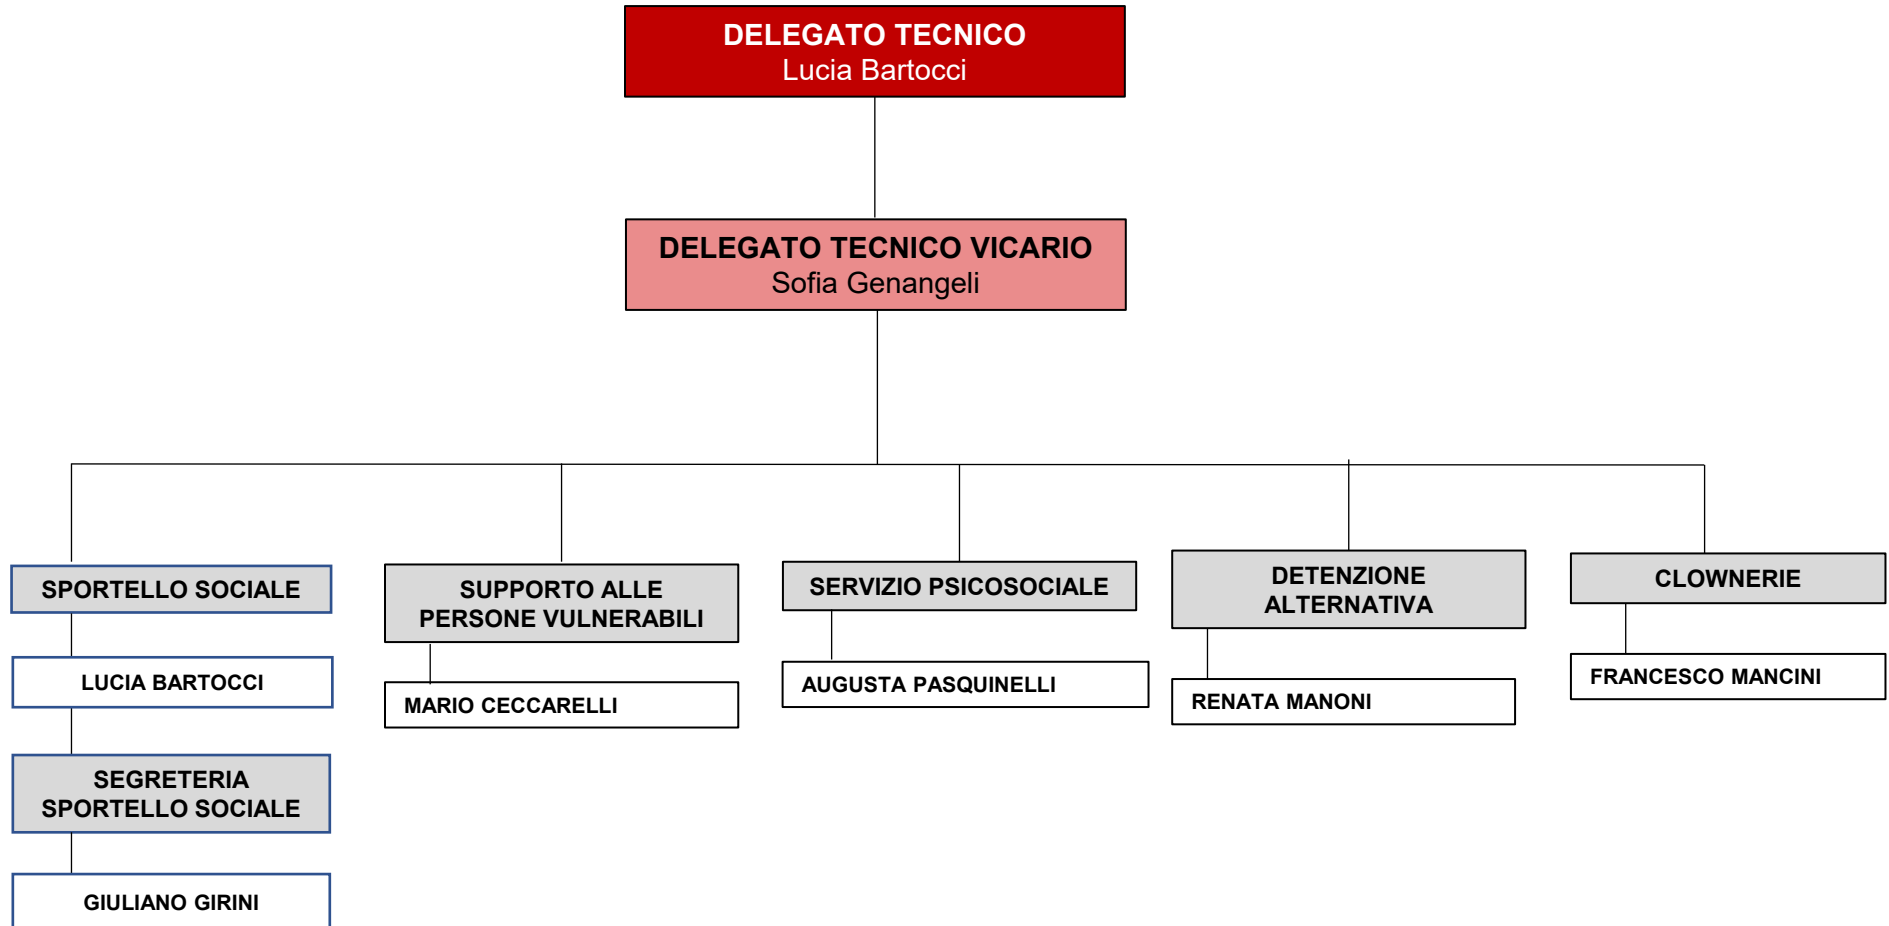 DELEGATO TECNICO
Lucia Bartocci
DELEGATO TECNICO VICARIO
Sofia Genangeli
SPORTELLO SOCIALE
LUCIA BARTOCCI
SEGRETERIA
SPORTELLO SOCIALE
GIULIANO GIRINI
SUPPORTO ALLE
PERSONE VULNERABILI
MARIO CECCARELLI
SERVIZIO PSICOSOCIALE
AUGUSTA PASQUINELLI
DETENZIONE
ALTERNATIVA
RENATA MANONI
CLOWNERIE
FRANCESCO MANCINI